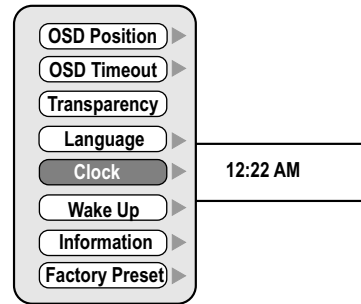 OSD Position
OSD Timeout
Transparency
Language
Clock
12:22 AM
Wake Up
Information
Factory Preset